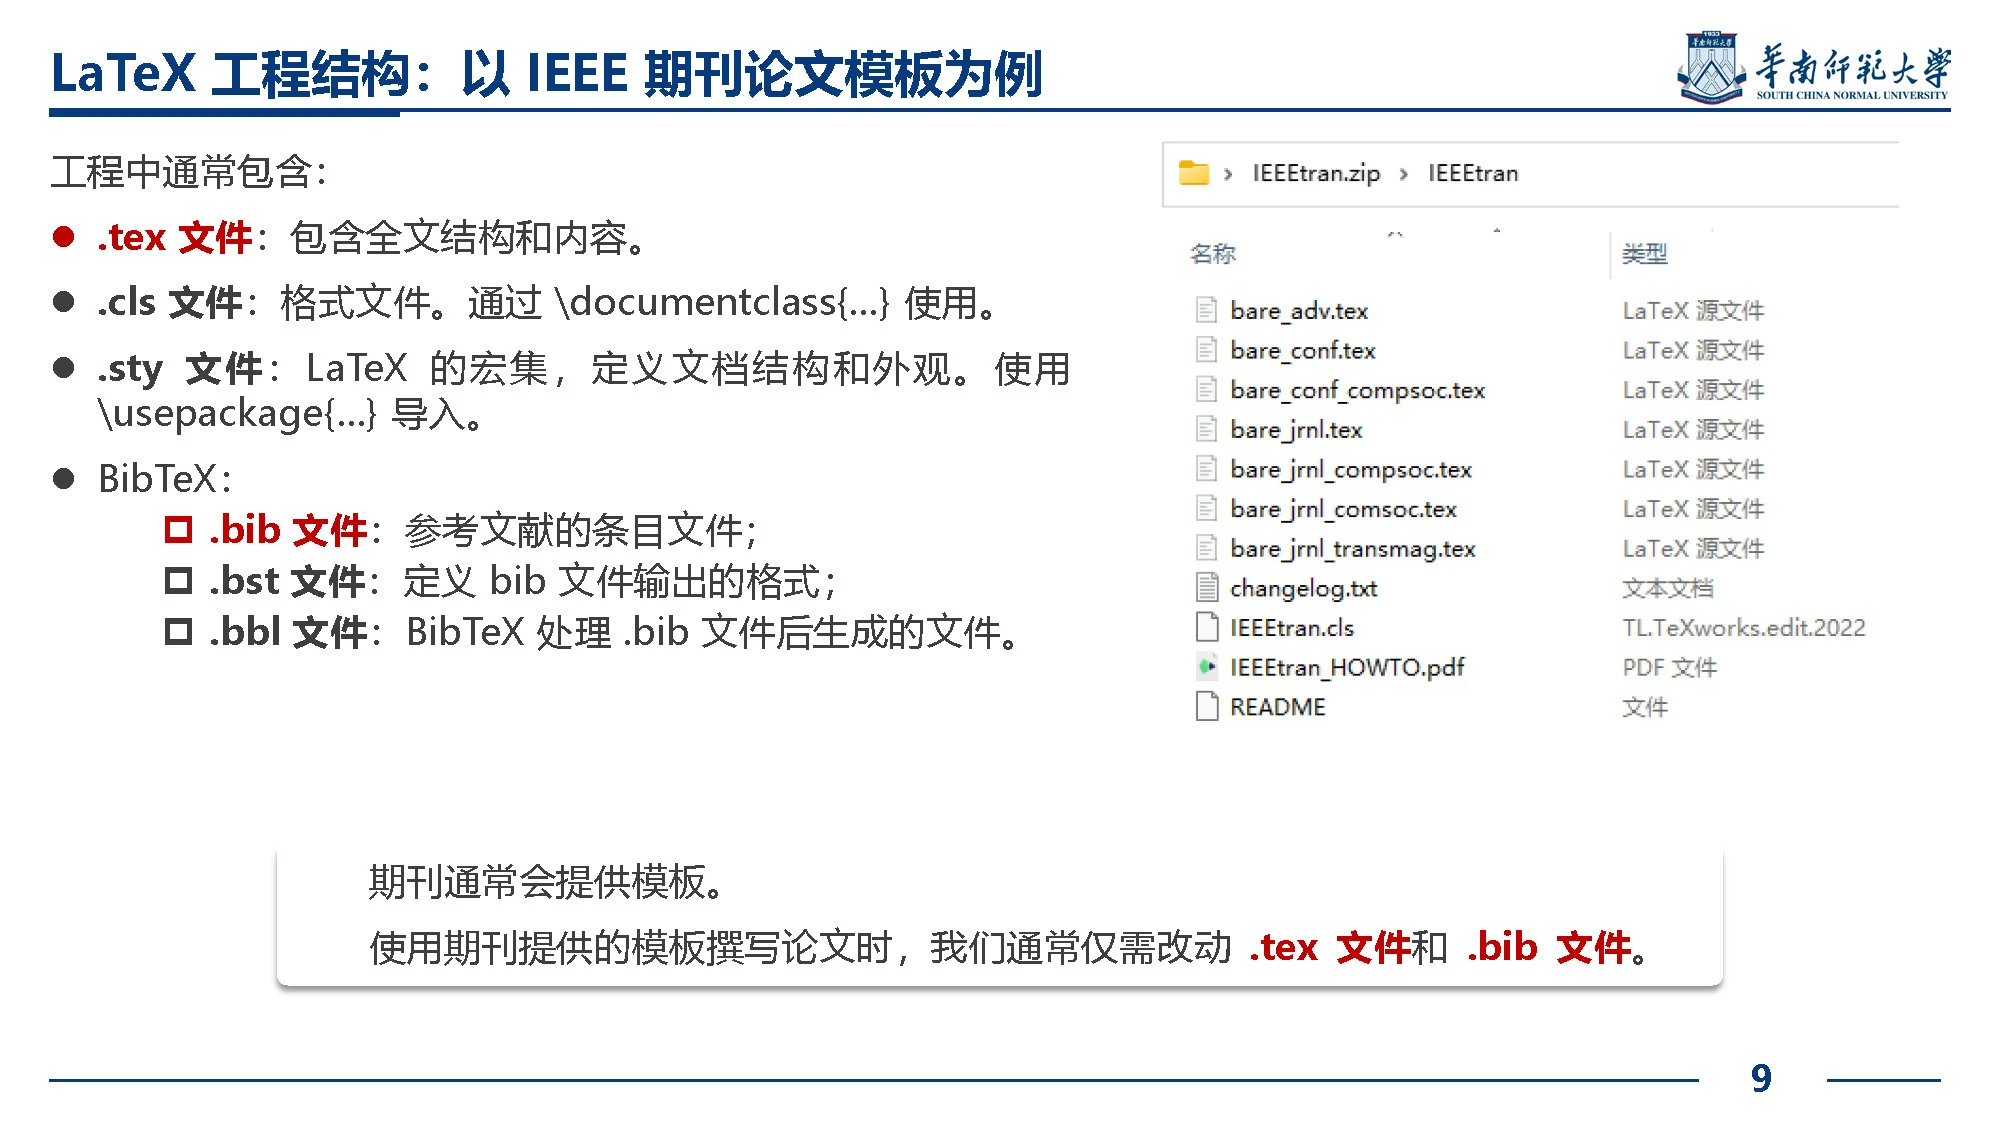 LaTeX 工程结构：以 IEEE 期刊论文模板为例
1933
華南師範大學
華南師範大學
SOUTH CHINA NORMAL UNIVERSITY
工程中通常包含：
.tex 文件：包含全文结构和内容。
.cls 文件：格式文件。通过 \documentclass{...} 使用。
.sty 文件：LaTeX 的宏集，定义文档结构和外观。使用
\usepackage{...} 导入。
BibTeX：
.bib 文件：参考文献的条目文件；
.bst 文件：定义 bib 文件输出的格式；
.bbl 文件：BibTeX 处理 .bib 文件后生成的文件。
› IEEEtran.zip › IEEEtran
名称 类型
bare_adv.tex LaTeX 源文件
bare_conf.tex LaTeX 源文件
bare_conf_compsoc.tex LaTeX 源文件
bare_jrnl.tex LaTeX 源文件
bare_jrnl_compsoc.tex LaTeX 源文件
bare_jrnl_comsoc.tex LaTeX 源文件
bare_jrnl_transmag.tex LaTeX 源文件
changelog.txt 文本文档
IEEEtran.cls TL.TeXworks.edit.2022
IEEEtran_HOWTO.pdf PDF 文件
README 文件
期刊通常会提供模板。
使用期刊提供的模板撰写论文时，我们通常仅需改动 .tex 文件和 .bib 文件。
9